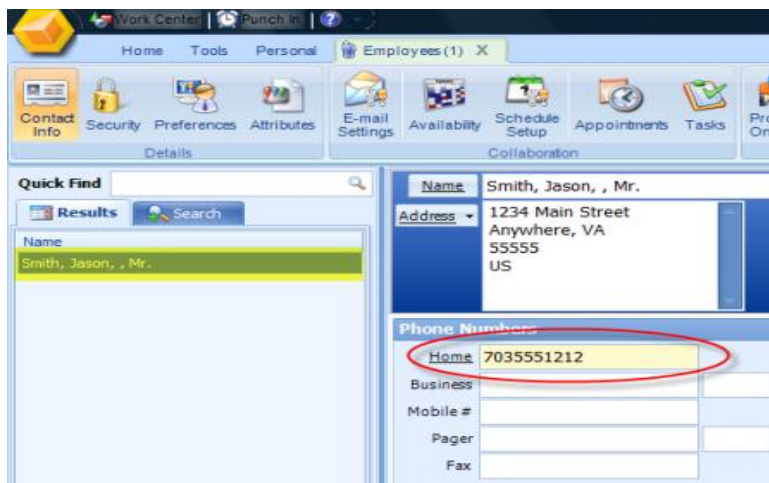 Work Center Punch In
Home Tools Personal Employees (1) X
Contact Info Security Preferences Attributes E-mail Settings Availability Schedule Setup Appointments Tasks
Details Collaboration
Quick Find
Results Search
Name
Smith, Jason, , Mr.
Name Smith, Jason, , Mr.
Address 1234 Main Street
Anywhere, VA
55555
US
Phone Numbers
Home 7035551212
Business
Mobile #
Pager
Fax